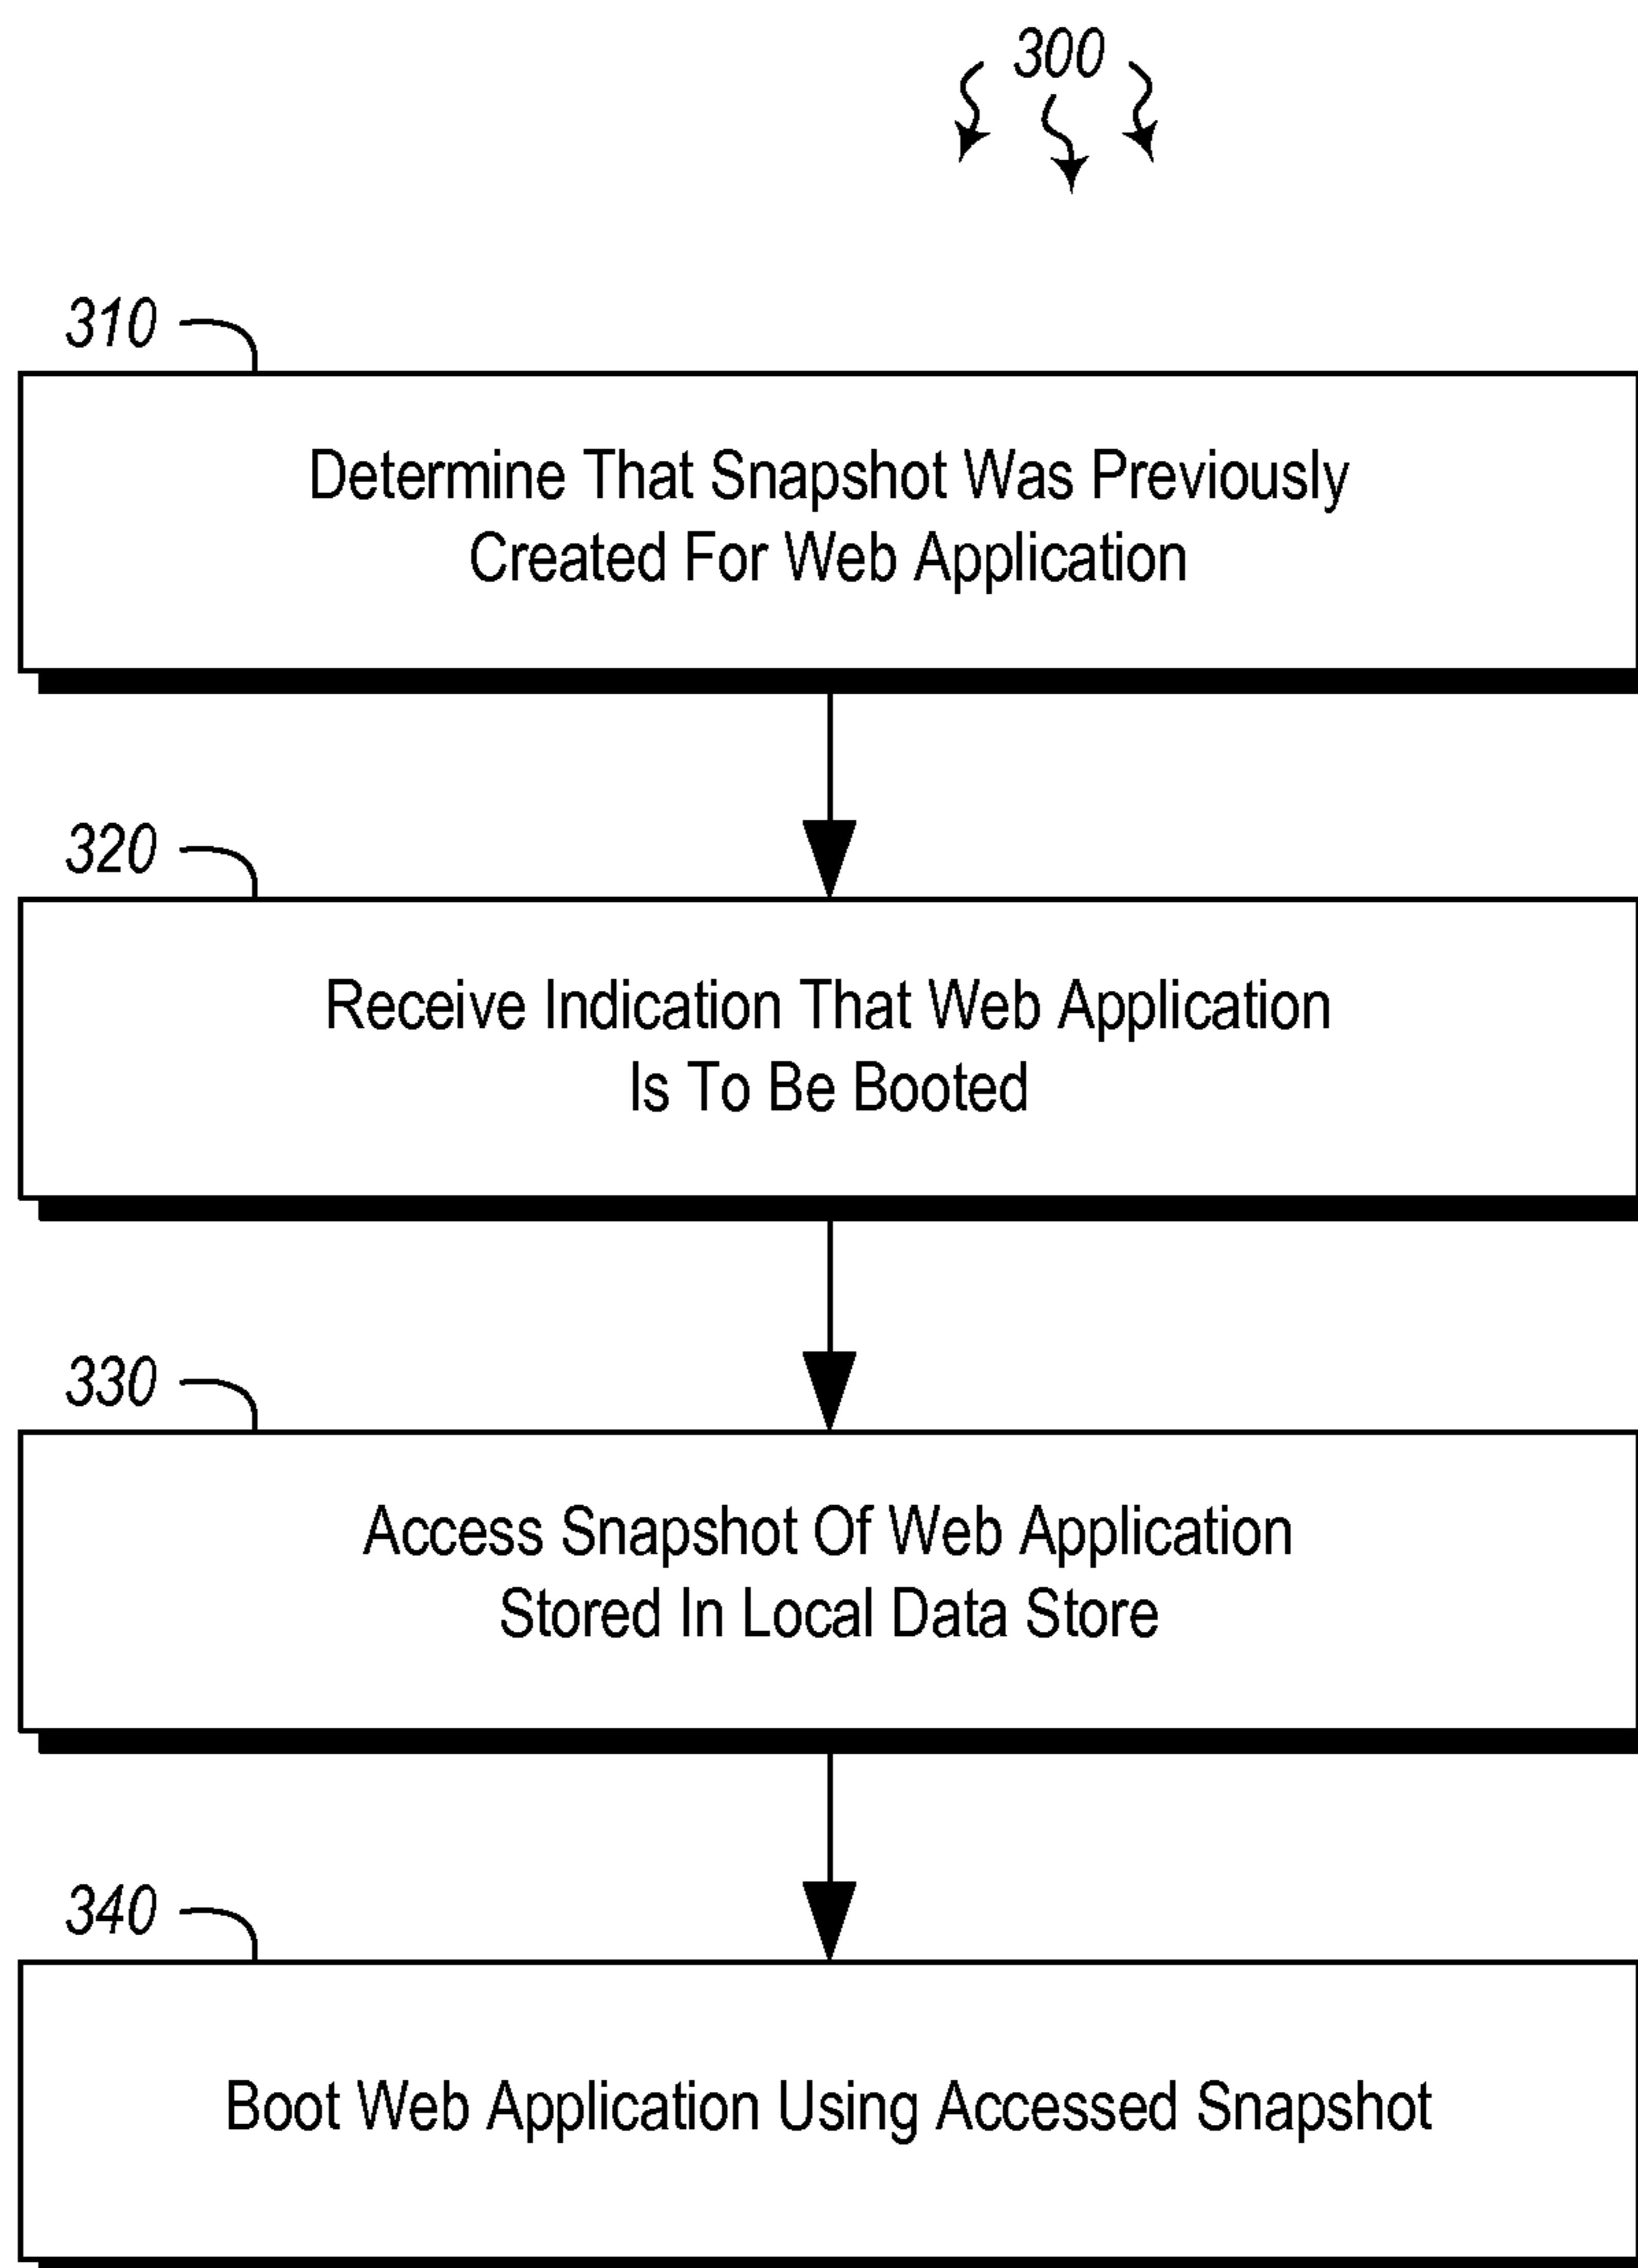 300
310
Determine That Snapshot Was Previously
Created For Web Application
320
Receive Indication That Web Application
Is To Be Booted
330
Access Snapshot Of Web Application
Stored In Local Data Store
340
Boot Web Application Using Accessed Snapshot